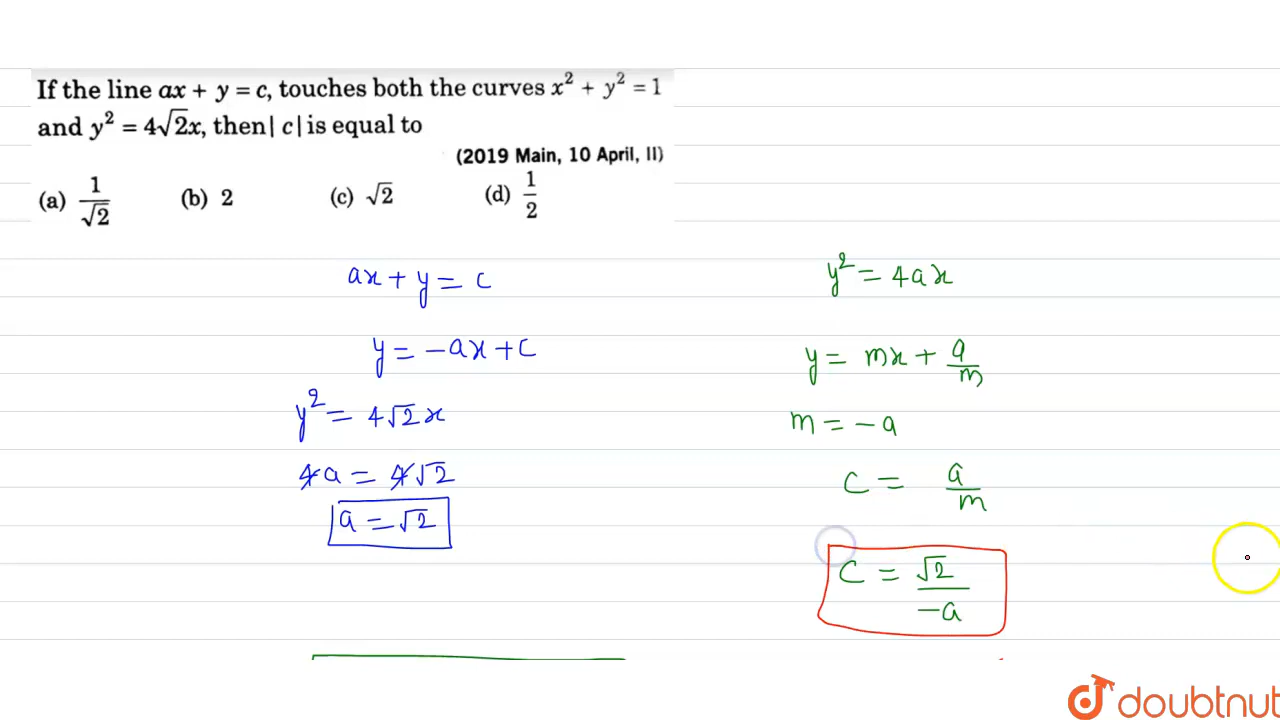 If the line ax + y = c, touches both the curves x² + y² = 1
and y² = 4√2x, then| c| is equal to
(2019 Main, 10 April, II)
(a) 1/√2 (b) 2 (c) √2 (d) 1/2
ax + y = c
y = -ax + c
y² = 4√2x
4a = 4√2
a = √2
y² = 4ax
y = mx + a/m
m = -a
c = a/m
c = √2/-a
doubtnut